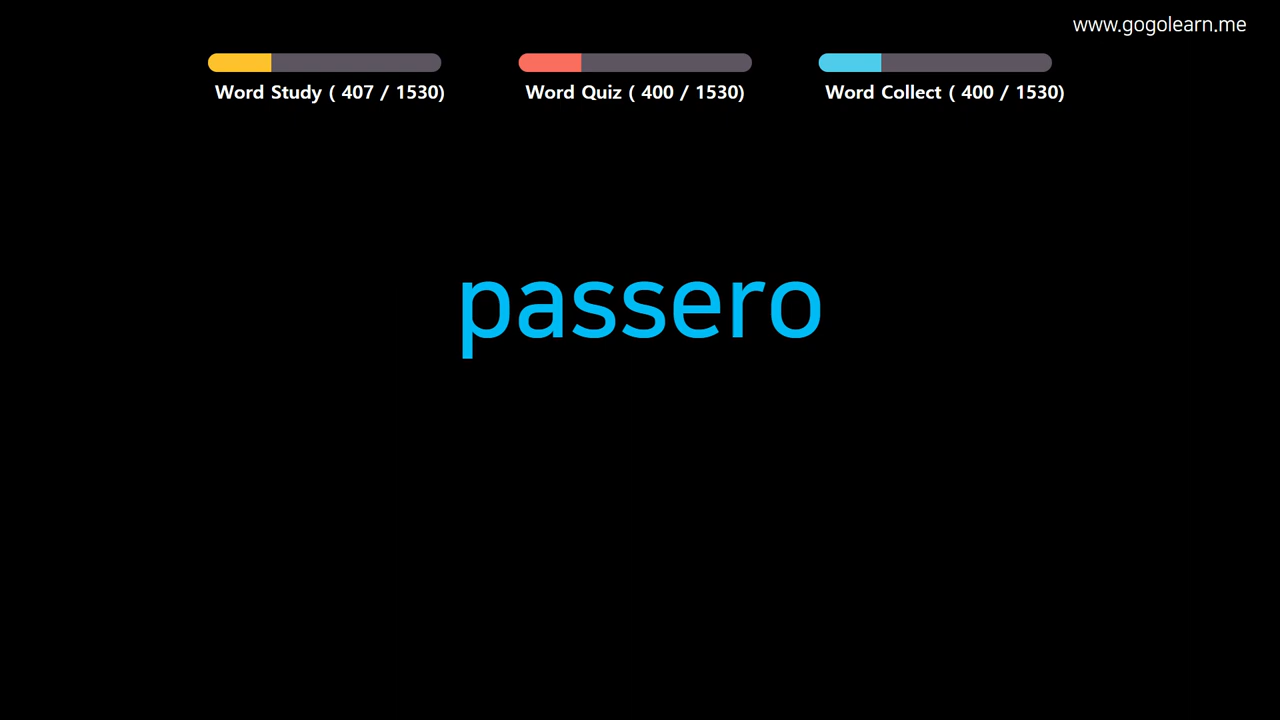 www.gogolearn.me
Word Study ( 407 / 1530)
Word Quiz ( 400 / 1530)
Word Collect ( 400 / 1530)
passero